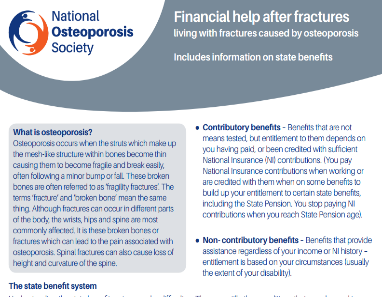 National
Osteoporosis
Society
Financial help after fractures
living with fractures caused by osteoporosis
Includes information on state benefits
What is osteoporosis?
Osteoporosis occurs when the struts which make up
the mesh-like structure within bones become thin
causing them to become fragile and break easily,
often following a minor bump or fall. These broken
bones are often referred to as 'fragility fractures'. The
terms 'fracture' and 'broken bone' mean the same
thing. Although fractures can occur in different parts
of the body, the wrists, hips and spine are most
commonly affected. It is these broken bones or
fractures which can lead to the pain associated with
osteoporosis. Spinal fractures can also cause loss of
height and curvature of the spine.
The state benefit system
• Contributory benefits - Benefits that are not
means tested, but entitlement to them depends on
you having paid, or been credited with sufficient
National Insurance (NI) contributions. (You pay
National Insurance contributions when working or
are credited with them when on some benefits to
build up your entitlement to certain state benefits,
including the State Pension. You stop paying NI
contributions when you reach State Pension age).
• Non- contributory benefits - Benefits that provide
assistance regardless of your income or NI history -
entitlement is based on your circumstances (usually
the extent of your disability).